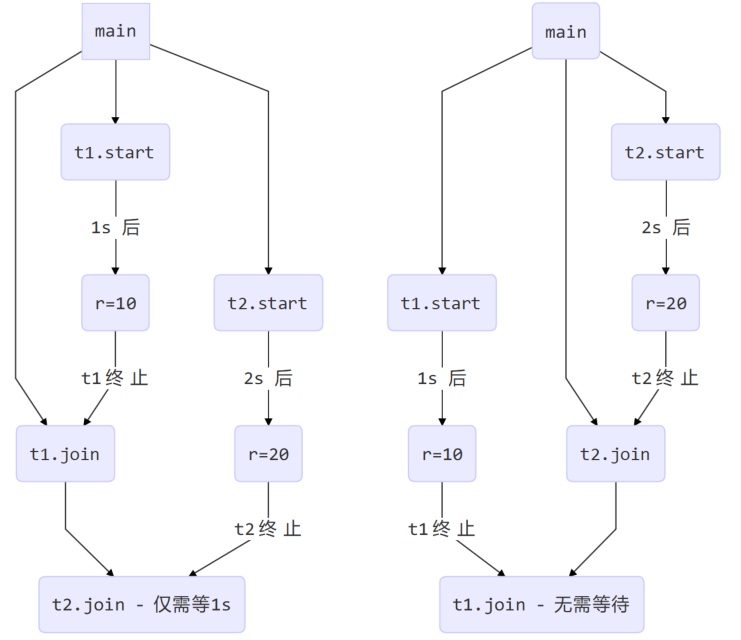 main
t1.start
1s 后
r=10
t2.start
t1终止
2s 后
t1.join
r=20
t2终止
t2.join - 仅需等1s
main
t2.start
2s 后
t1.start
r=20
1s 后
t2终止
r=10
t2.join
t1终止
t1.join - 无需等待